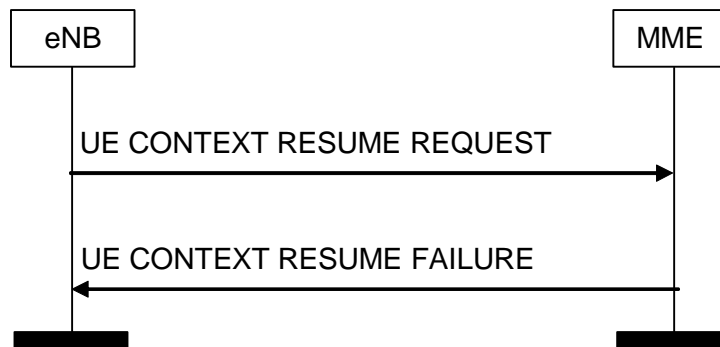 eNB
MME
UE CONTEXT RESUME REQUEST
UE CONTEXT RESUME FAILURE